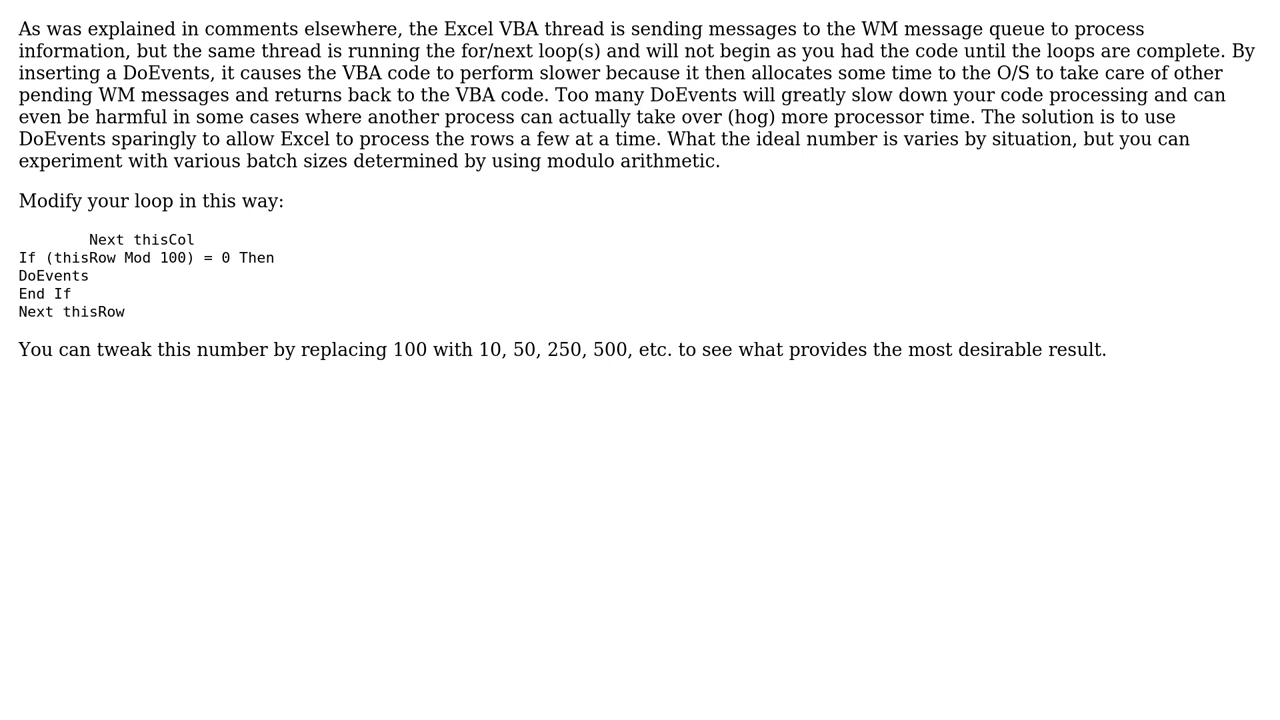 As was explained in comments elsewhere, the Excel VBA thread is sending messages to the WM message queue to process
information, but the same thread is running the for/next loop(s) and will not begin as you had the code until the loops are complete. By
inserting a DoEvents, it causes the VBA code to perform slower because it then allocates some time to the O/S to take care of other
pending WM messages and returns back to the VBA code. Too many DoEvents will greatly slow down your code processing and can
even be harmful in some cases where another process can actually take over (hog) more processor time. The solution is to use
DoEvents sparingly to allow Excel to process the rows a few at a time. What the ideal number is varies by situation, but you can
experiment with various batch sizes determined by using modulo arithmetic.
Modify your loop in this way:
        Next thisCol
If (thisRow Mod 100) = 0 Then
DoEvents
End If
Next thisRow
You can tweak this number by replacing 100 with 10, 50, 250, 500, etc. to see what provides the most desirable result.